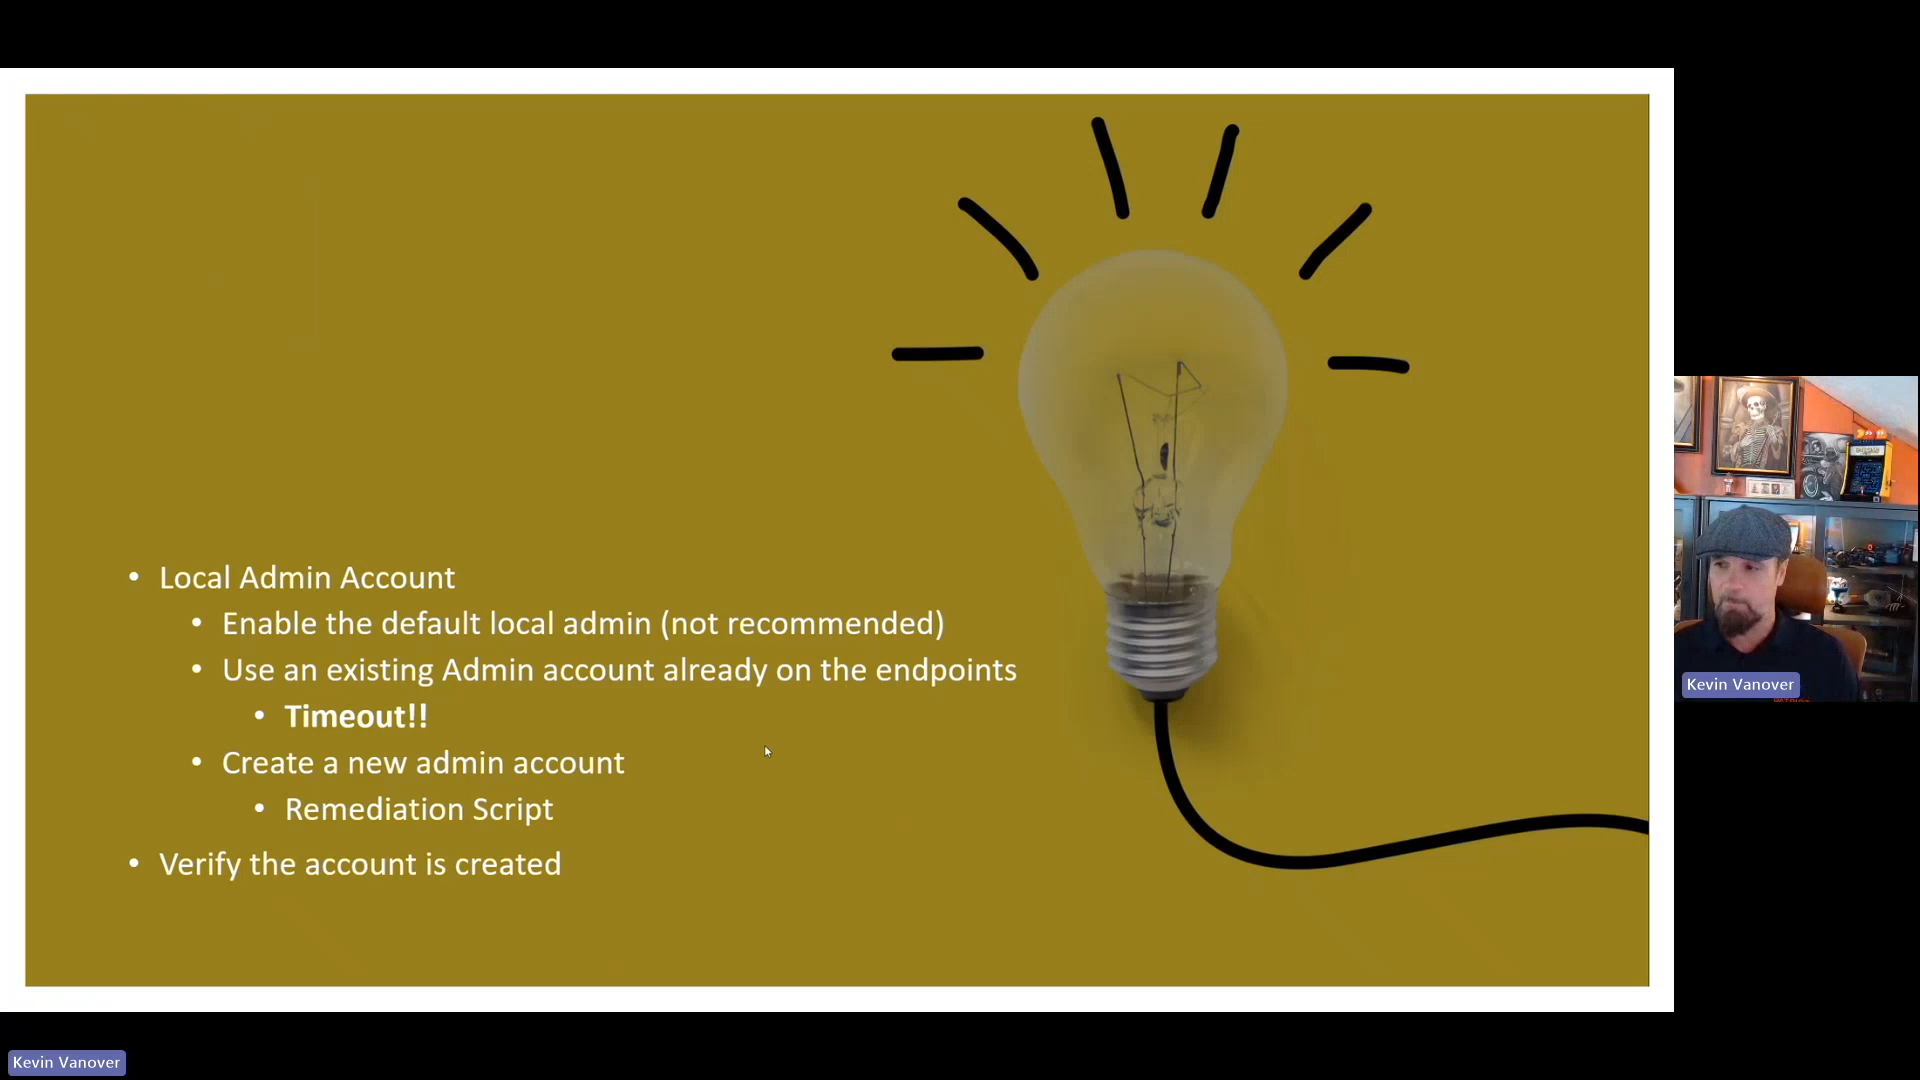 • Local Admin Account
• Enable the default local admin (not recommended)
• Use an existing Admin account already on the endpoints
• Timeout!!
• Create a new admin account
• Remediation Script
• Verify the account is created
Kevin Vanover
Kevin Vanover